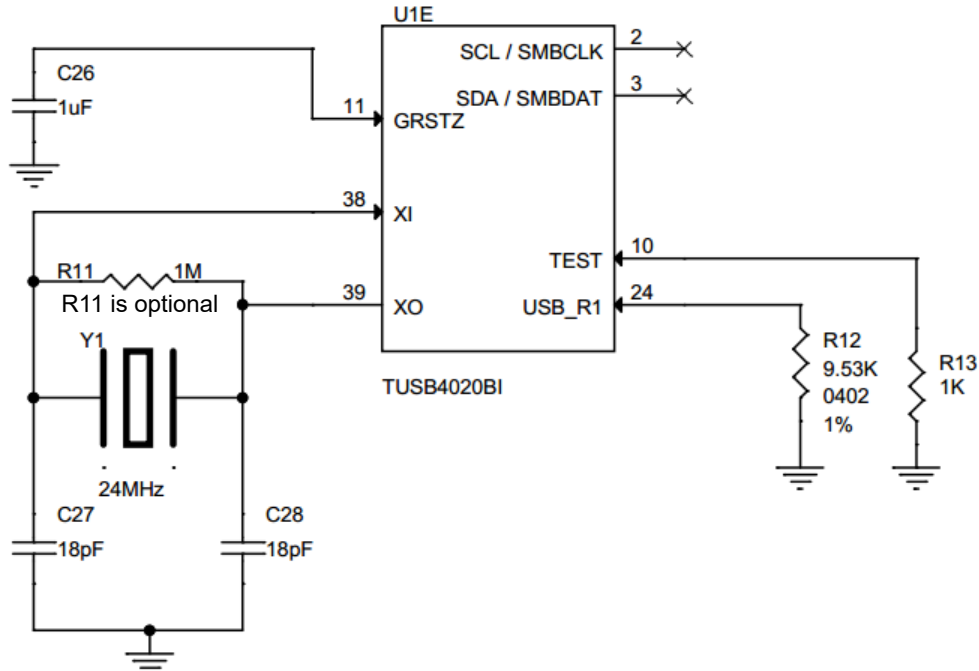 U1E
SCL / SMBCLK
2
C26
1uF
SDA / SMBDAT
3
11
GRSTZ
38
XI
TEST
10
R11
1M
R11 is optional
39
XO
USB_R1
24
Y1
R12
9.53K
0402
1%
R13
1K
TUSB4020BI
24MHz
C27
18pF
C28
18pF